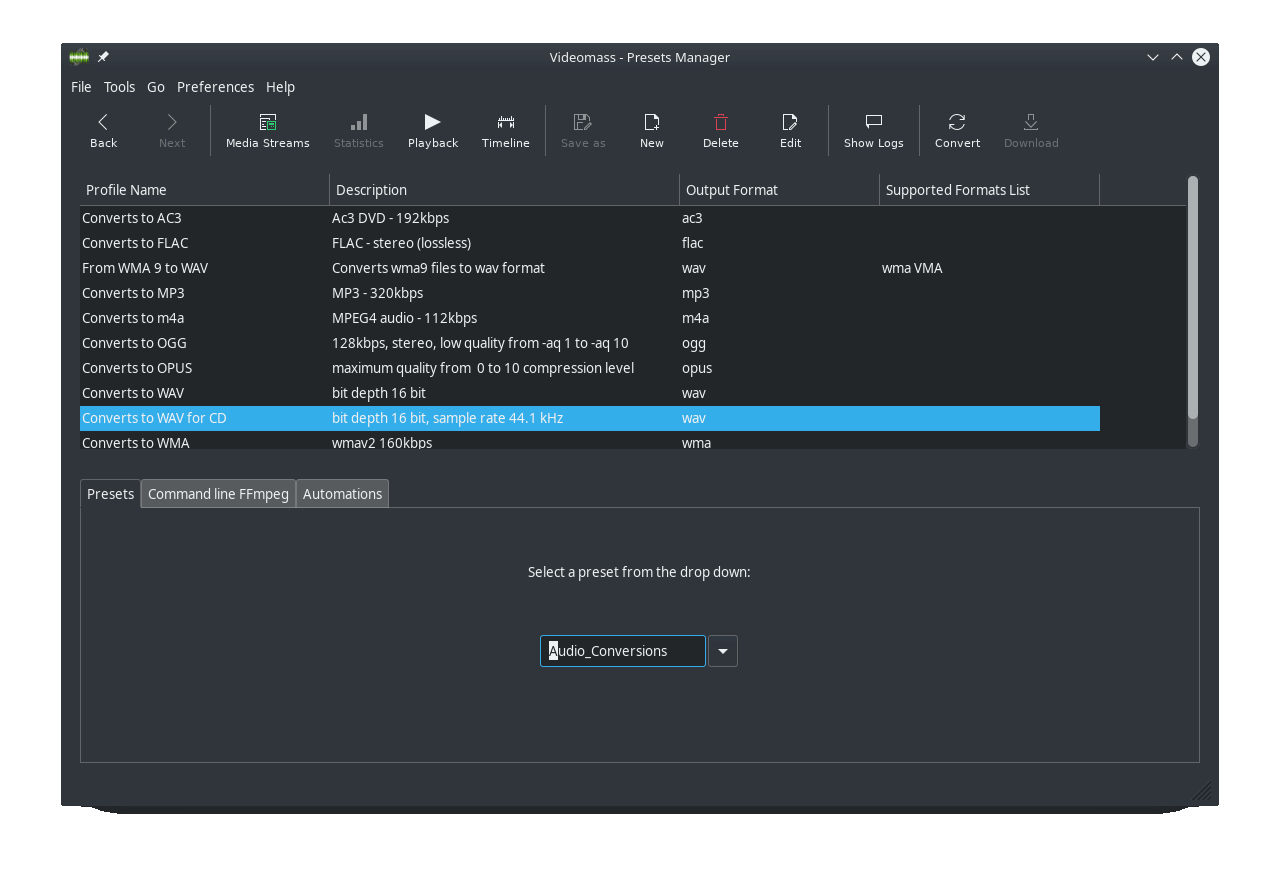 Videomass - Presets Manager
File Tools Go Preferences Help
Back Next Media Streams Statistics Playback Timeline Save as New Delete Edit Show Logs Convert Download
Profile Name Description Output Format Supported Formats List
Converts to AC3 Ac3 DVD - 192kbps ac3
Converts to FLAC FLAC - stereo (lossless) flac
From WMA 9 to WAV Converts wma9 files to wav format wav wma VMA
Converts to MP3 MP3 - 320kbps mp3
Converts to m4a MPEG4 audio - 112kbps m4a
Converts to OGG 128kbps, stereo, low quality from -aq 1 to -aq 10 ogg
Converts to OPUS maximum quality from  0 to 10 compression level opus
Converts to WAV bit depth 16 bit wav
Converts to WAV for CD bit depth 16 bit, sample rate 44.1 kHz wav
Converts to WMA wmav2 160kbps wma
Presets Command line FFmpeg Automations
Select a preset from the drop down:
Audio_Conversions